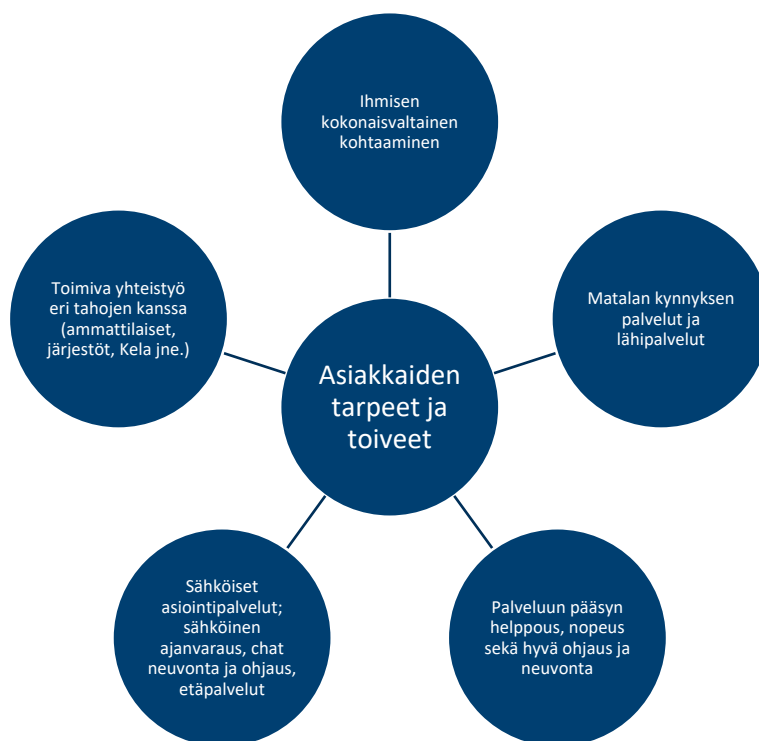 Ihmisen
kokonaisvaltainen
kohtaaminen
Toimiva yhteistyö
eri tahojen kanssa
(ammattilaiset,
järjestöt, Kela jne.)
Matalan kynnyksen
palvelut ja
lähipalvelut
Asiakkaiden
tarpeet ja
toiveet
Sähköiset
asiointipalvelut;
sähköinen
ajanvaraus, chat
neuvonta ja ohjaus,
etäpalvelut
Palveluun pääsyn
helppous, nopeus
sekä hyvä ohjaus ja
neuvonta